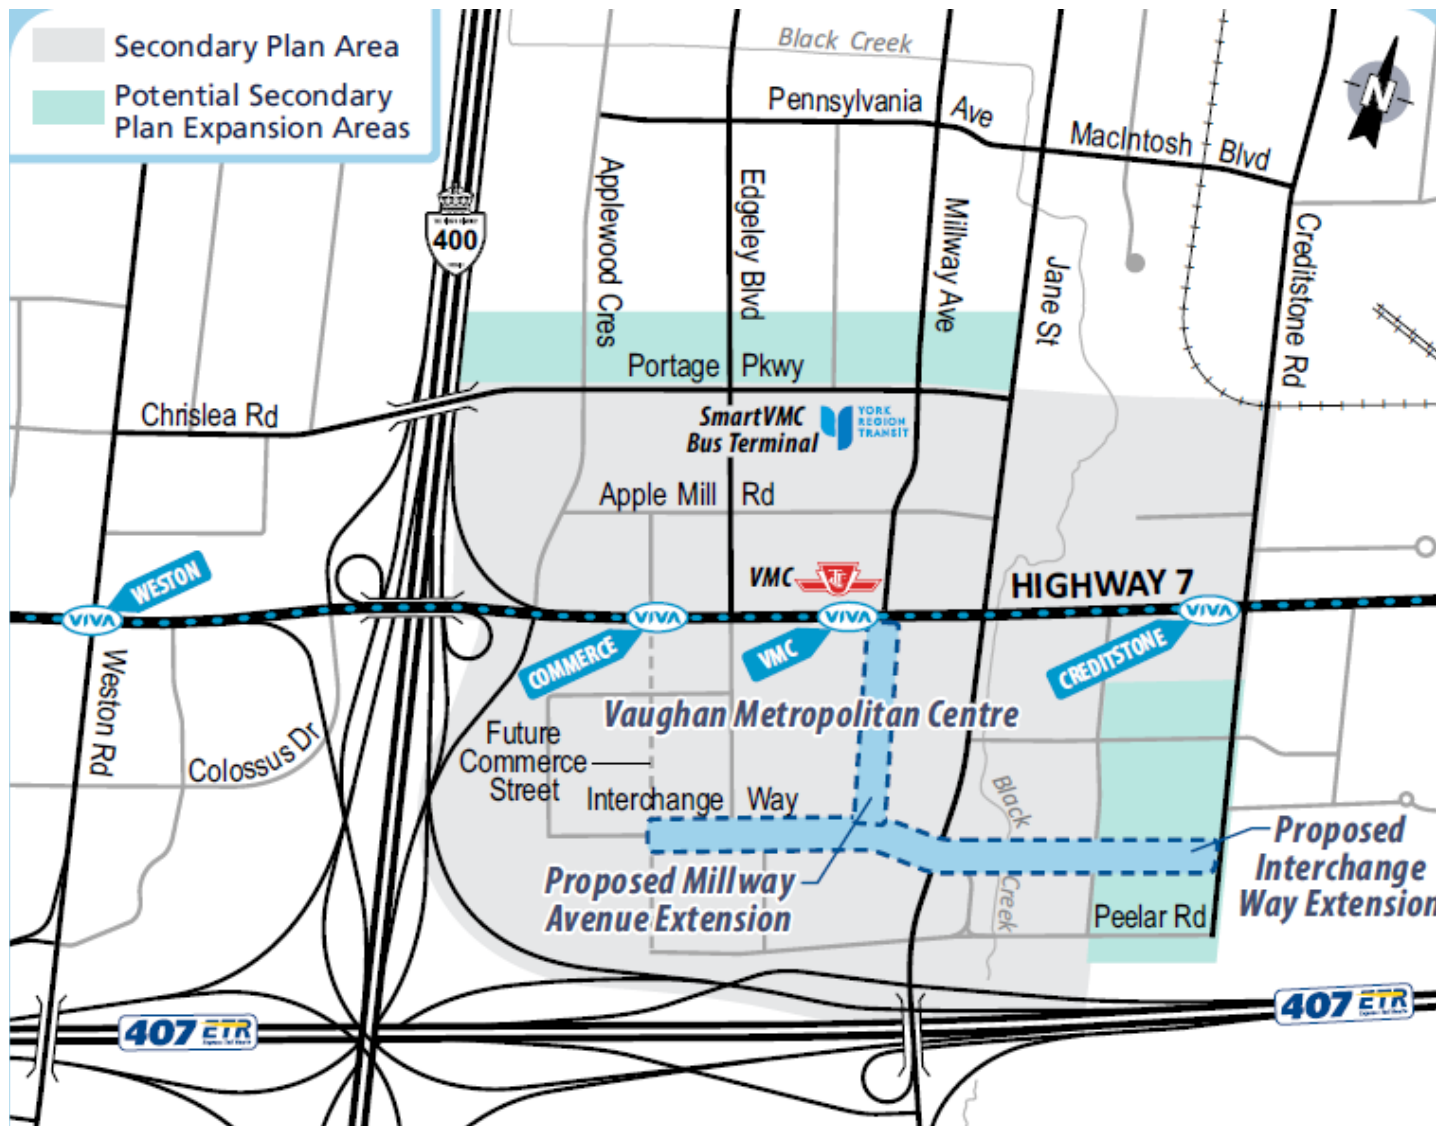 Secondary Plan Area
Potential Secondary
Plan Expansion Areas
Black Creek
Pennsylvania Ave
MacIntosh Blvd
N
400
Applewood Cres
Edgeley Blvd
Millway Ave
Jane St
Creditstone Rd
Portage Pkwy
Chrislea Rd
SmartVMC
Bus Terminal
YORK
REGION
TRANSIT
Apple Mill Rd
WESTON
VMC
TTC
HIGHWAY 7
VIVA
VIVA
VIVA
VIVA
COMMERCE
VMC
CREDITSTONE
Weston Rd
Colossus Dr
Vaughan Metropolitan Centre
Future
Commerce
Street
Interchange Way
Black
Creek
Proposed Millway
Avenue Extension
Proposed
Interchange
Way Extension
Peelar Rd
407 ETR
407 ETR